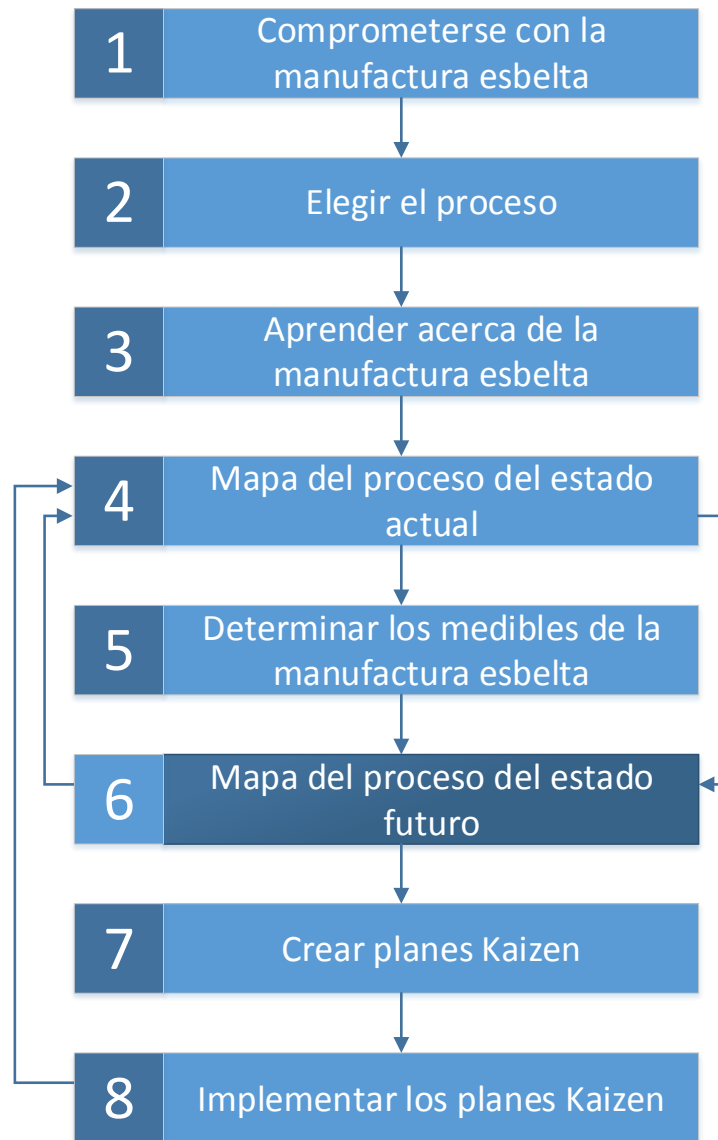 1
Comprometerse con la
manufactura esbelta
2
Elegir el proceso
3
Aprender acerca de la
manufactura esbelta
4
Mapa del proceso del estado
actual
5
Determinar los medibles de la
manufactura esbelta
6
Mapa del proceso del estado
futuro
7
Crear planes Kaizen
8
Implementar los planes Kaizen